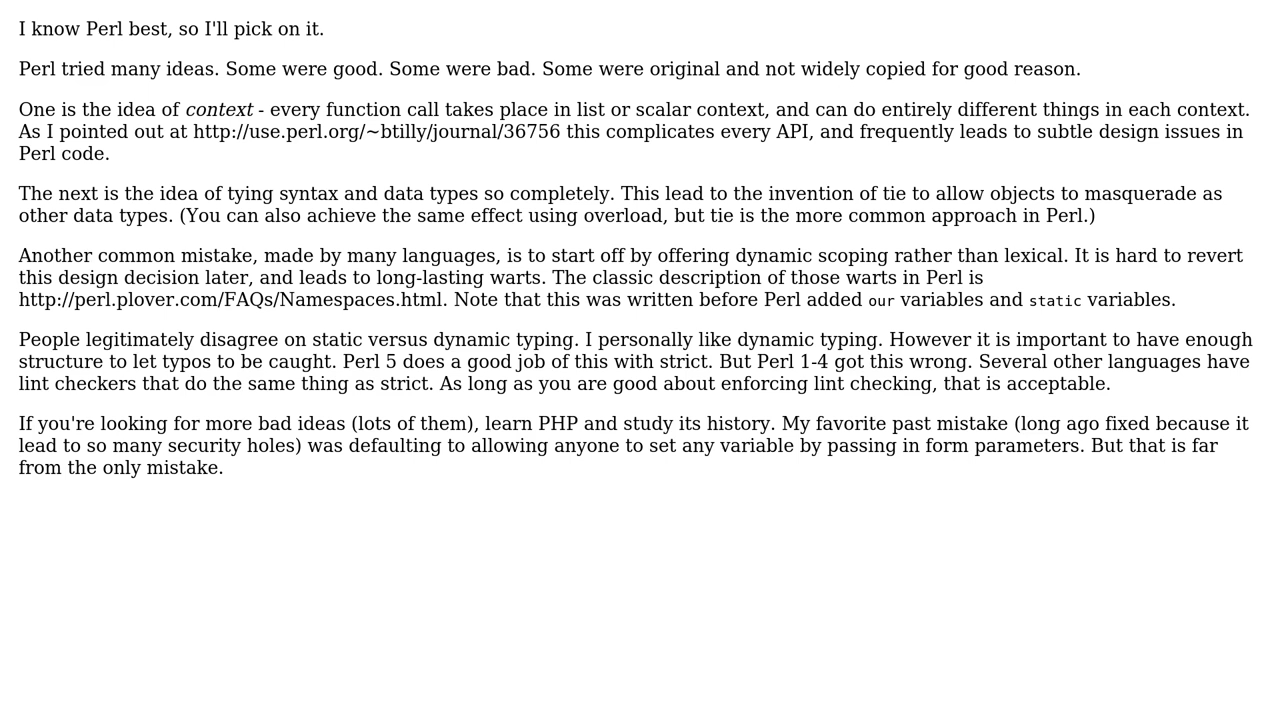 I know Perl best, so I'll pick on it.
Perl tried many ideas. Some were good. Some were bad. Some were original and not widely copied for good reason.
One is the idea of context - every function call takes place in list or scalar context, and can do entirely different things in each context.
As I pointed out at http://use.perl.org/~btilly/journal/36756 this complicates every API, and frequently leads to subtle design issues in
Perl code.
The next is the idea of tying syntax and data types so completely. This lead to the invention of tie to allow objects to masquerade as
other data types. (You can also achieve the same effect using overload, but tie is the more common approach in Perl.)
Another common mistake, made by many languages, is to start off by offering dynamic scoping rather than lexical. It is hard to revert
this design decision later, and leads to long-lasting warts. The classic description of those warts in Perl is
http://perl.plover.com/FAQs/Namespaces.html. Note that this was written before Perl added our variables and static variables.
People legitimately disagree on static versus dynamic typing. I personally like dynamic typing. However it is important to have enough
structure to let typos to be caught. Perl 5 does a good job of this with strict. But Perl 1-4 got this wrong. Several other languages have
lint checkers that do the same thing as strict. As long as you are good about enforcing lint checking, that is acceptable.
If you're looking for more bad ideas (lots of them), learn PHP and study its history. My favorite past mistake (long ago fixed because it
lead to so many security holes) was defaulting to allowing anyone to set any variable by passing in form parameters. But that is far
from the only mistake.